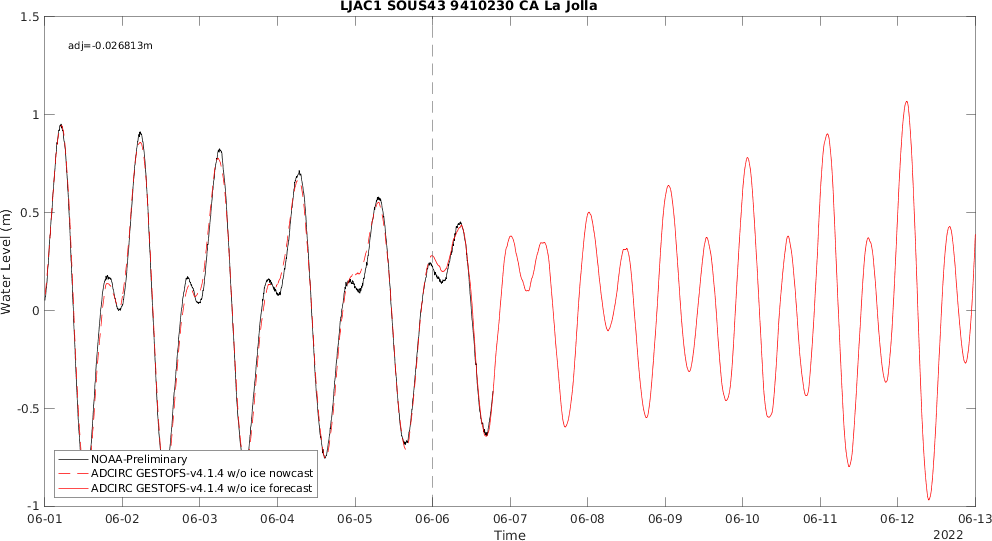 LJAC1 SOUS43 9410230 CA La Jolla
adj=-0.026813m
Water Level (m)
1.5
1
0.5
0
-0.5
-1
NOAA-Preliminary
ADCIRC GESTOFS-v4.1.4 w/o ice nowcast
ADCIRC GESTOFS-v4.1.4 w/o ice forecast
06-01 06-02 06-03 06-04 06-05 06-06 06-07 06-08 06-09 06-10 06-11 06-12 06-13
Time
2022